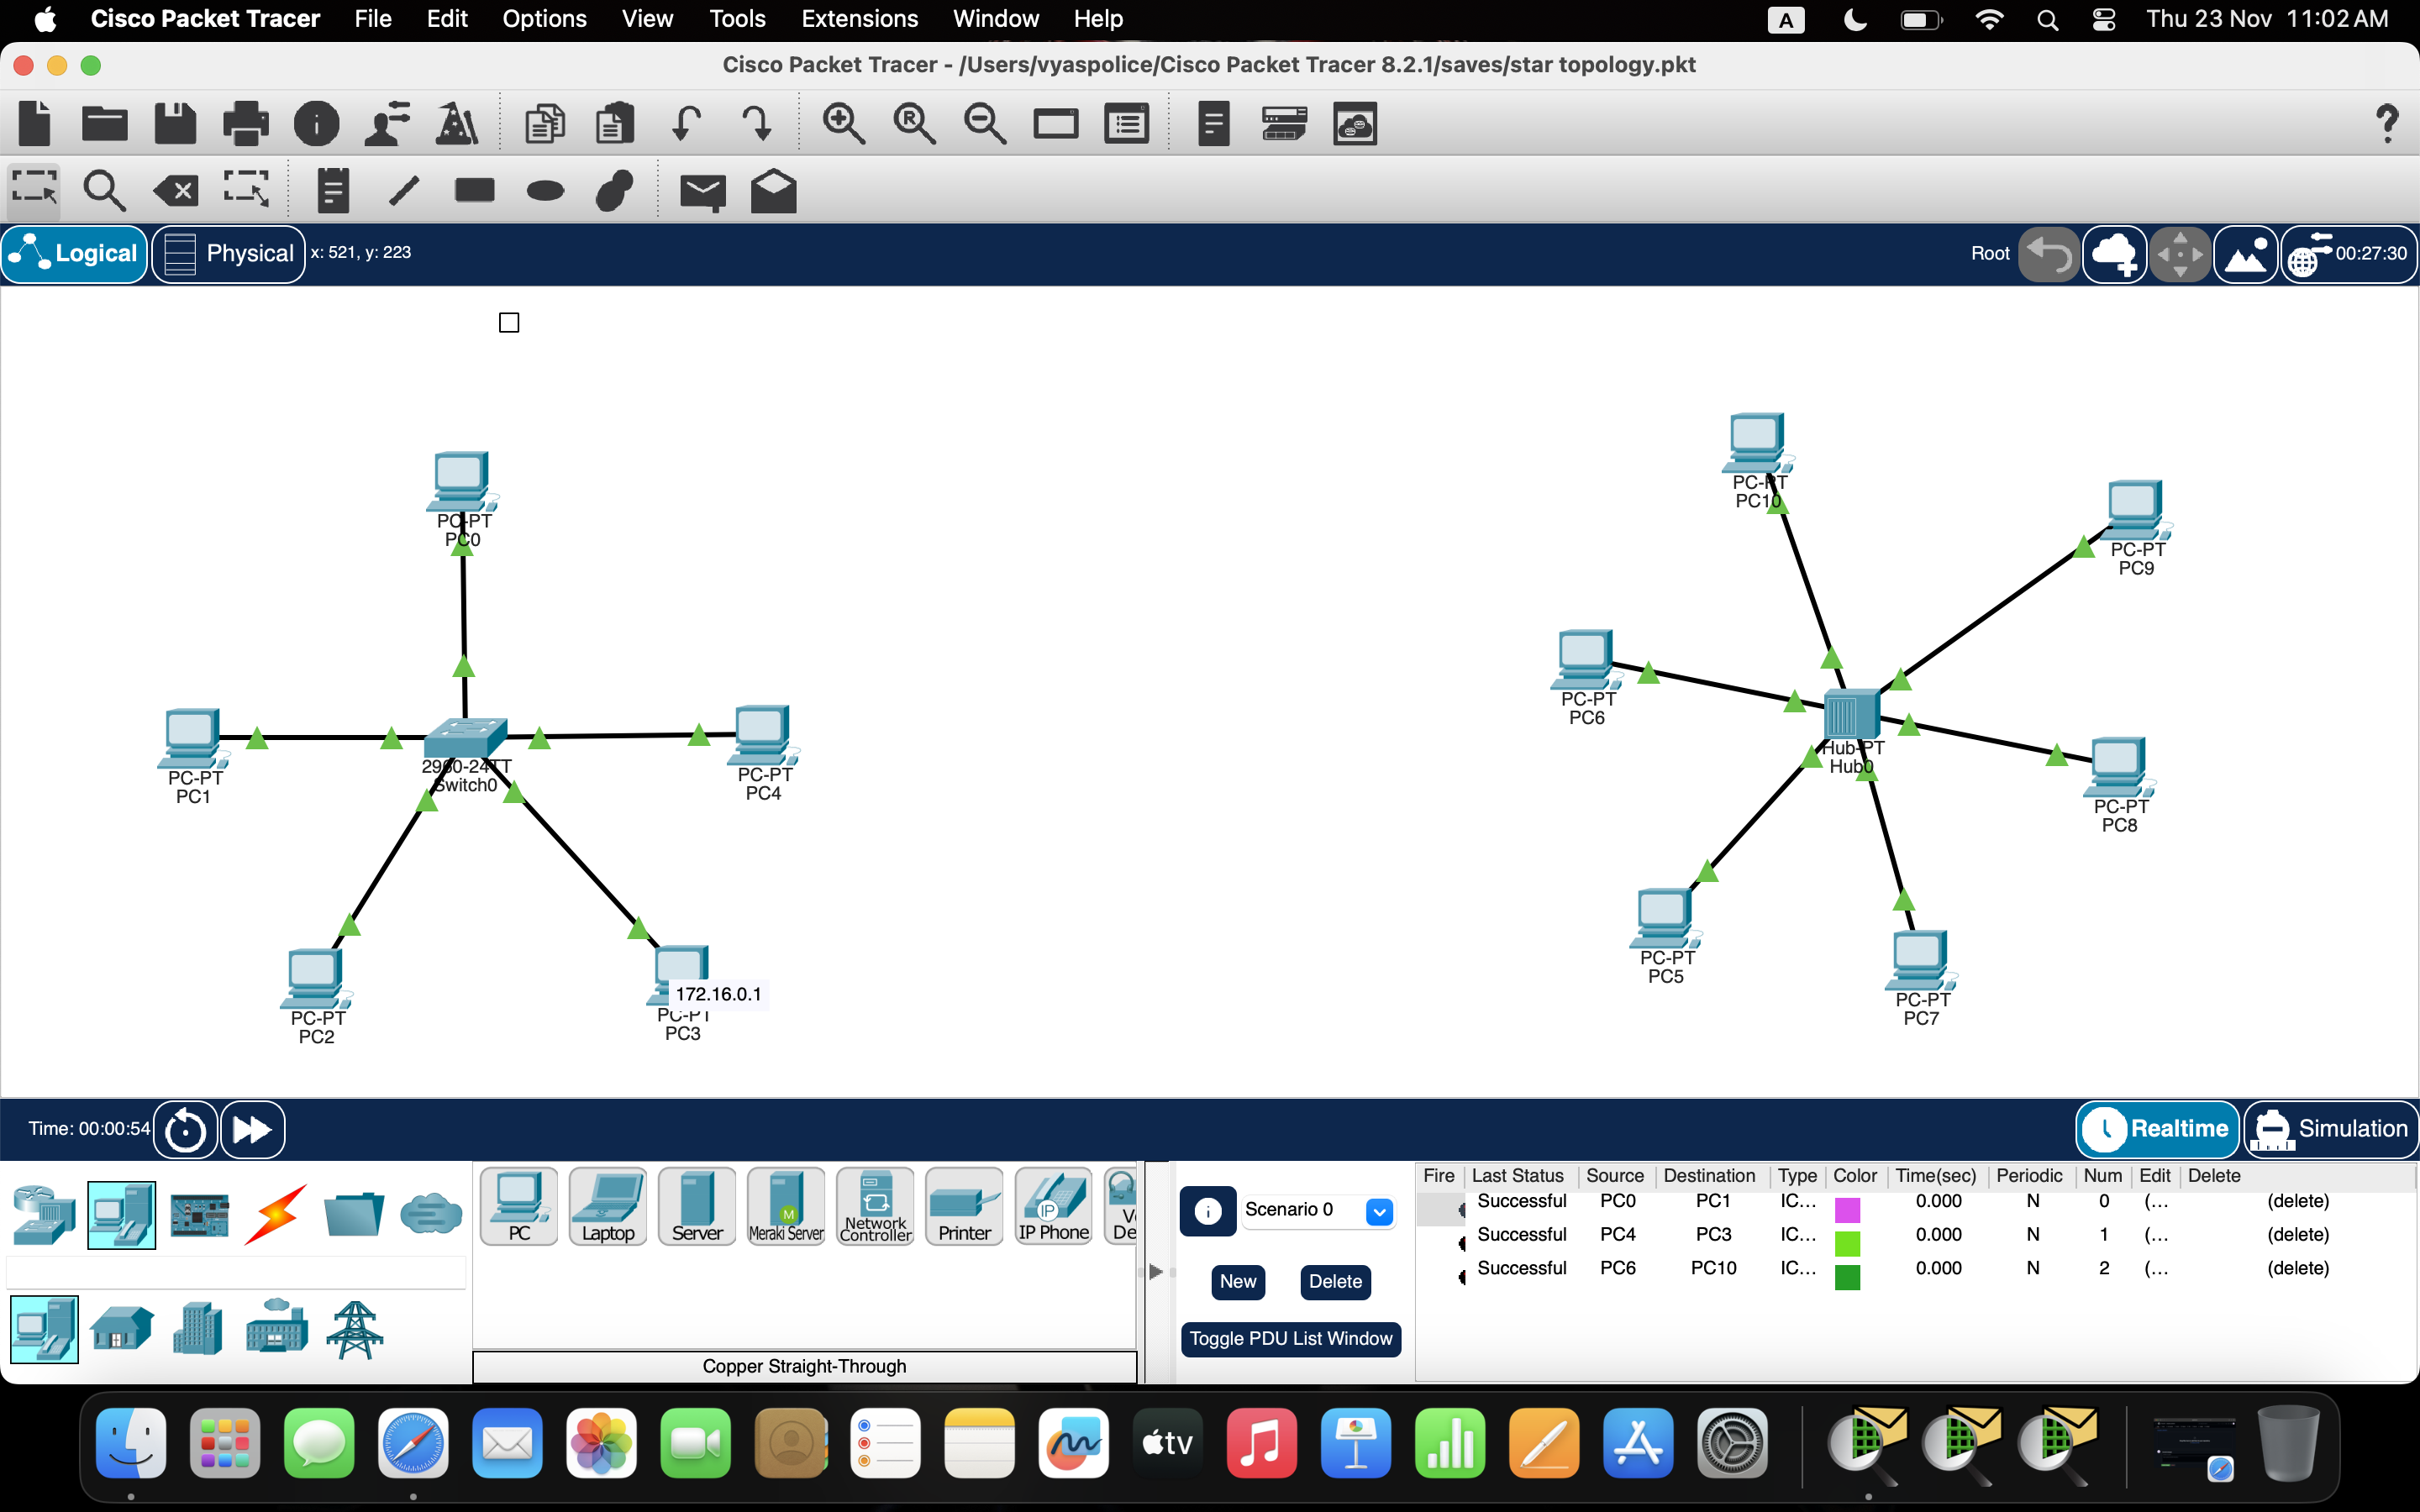 Cisco Packet Tracer File Edit Options View Tools Extensions Window Help A Thu 23 Nov 11:02 AM
Cisco Packet Tracer - /Users/vyaspolice/Cisco Packet Tracer 8.2.1/saves/star topology.pkt
Logical Physical x: 521, y: 223 Root 00:27:30
PC-PT
PC10
PC-PT
PC0
PC-PT
PC9
PC-PT
PC6
PC-PT
PC1
2960-24TT
Switch0
PC-PT
PC4
Hub-PT
Hub0
PC-PT
PC8
PC-PT
PC5
172.16.0.1
PC-PT
PC2
PC-PT
PC3
PC-PT
PC7
Time: 00:00:54 Realtime Simulation
PC Laptop Server Meraki Server Network Controller Printer IP Phone
Copper Straight-Through
Scenario 0
New Delete
Toggle PDU List Window
Fire Last Status Source Destination Type Color Time(sec) Periodic Num Edit Delete
Successful PC0 PC1 IC... 0.000 N 0 (... (delete)
Successful PC4 PC3 IC... 0.000 N 1 (... (delete)
Successful PC6 PC10 IC... 0.000 N 2 (... (delete)
tv